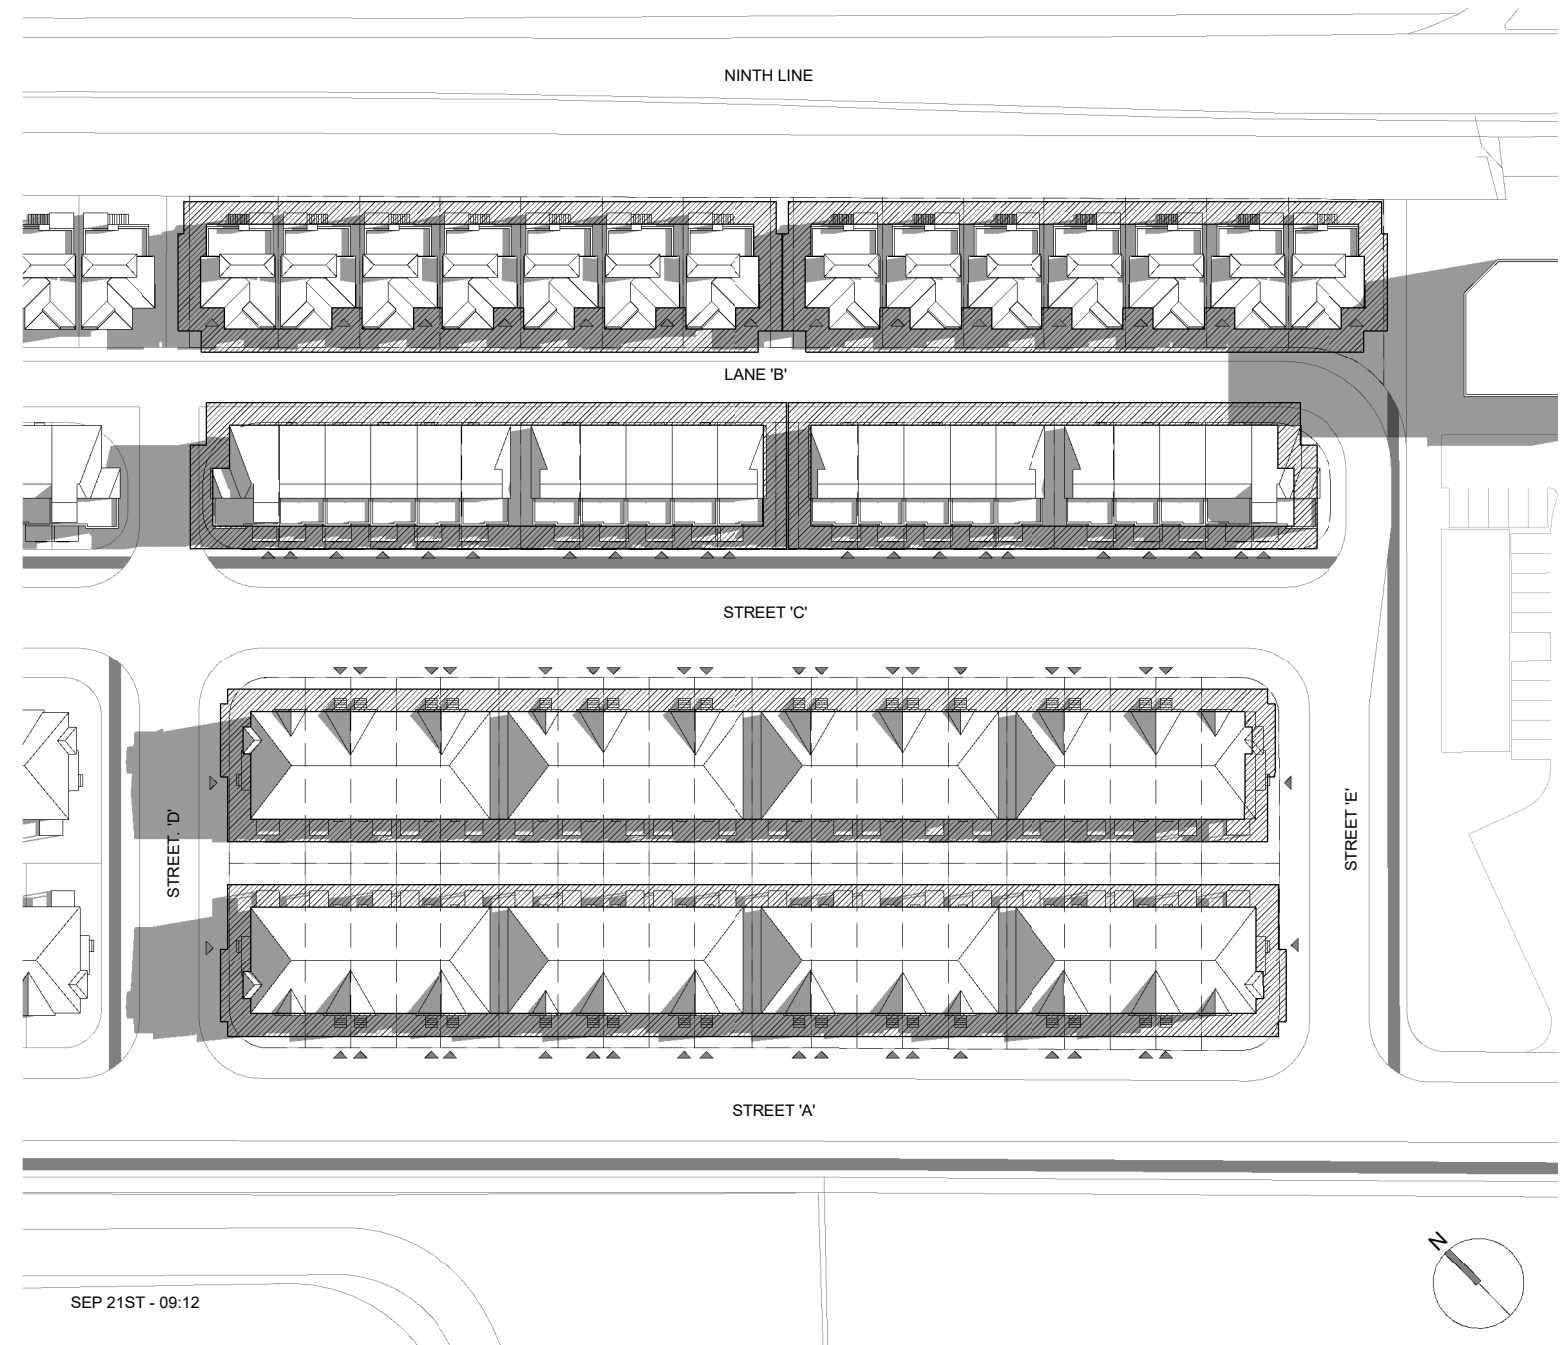 NINTH LINE
LANE 'B'
STREET 'C'
STREET. 'D'
STREET 'E'
STREET 'A'
N
SEP 21ST - 09:12